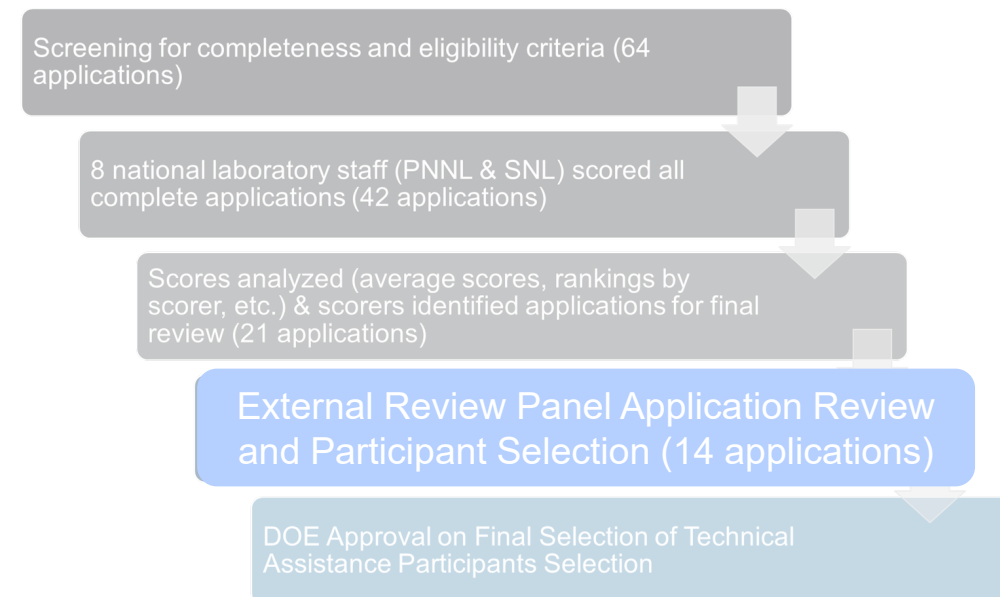 Screening for completeness and eligibility criteria (64
applications)
8 national laboratory staff (PNNL & SNL) scored all
complete applications (42 applications)
Scores analyzed (average scores, rankings by
scorer, etc.) & scorers identified applications for final
review (21 applications)
External Review Panel Application Review
and Participant Selection (14 applications)
DOE Approval on Final Selection of Technical
Assistance Participants Selection